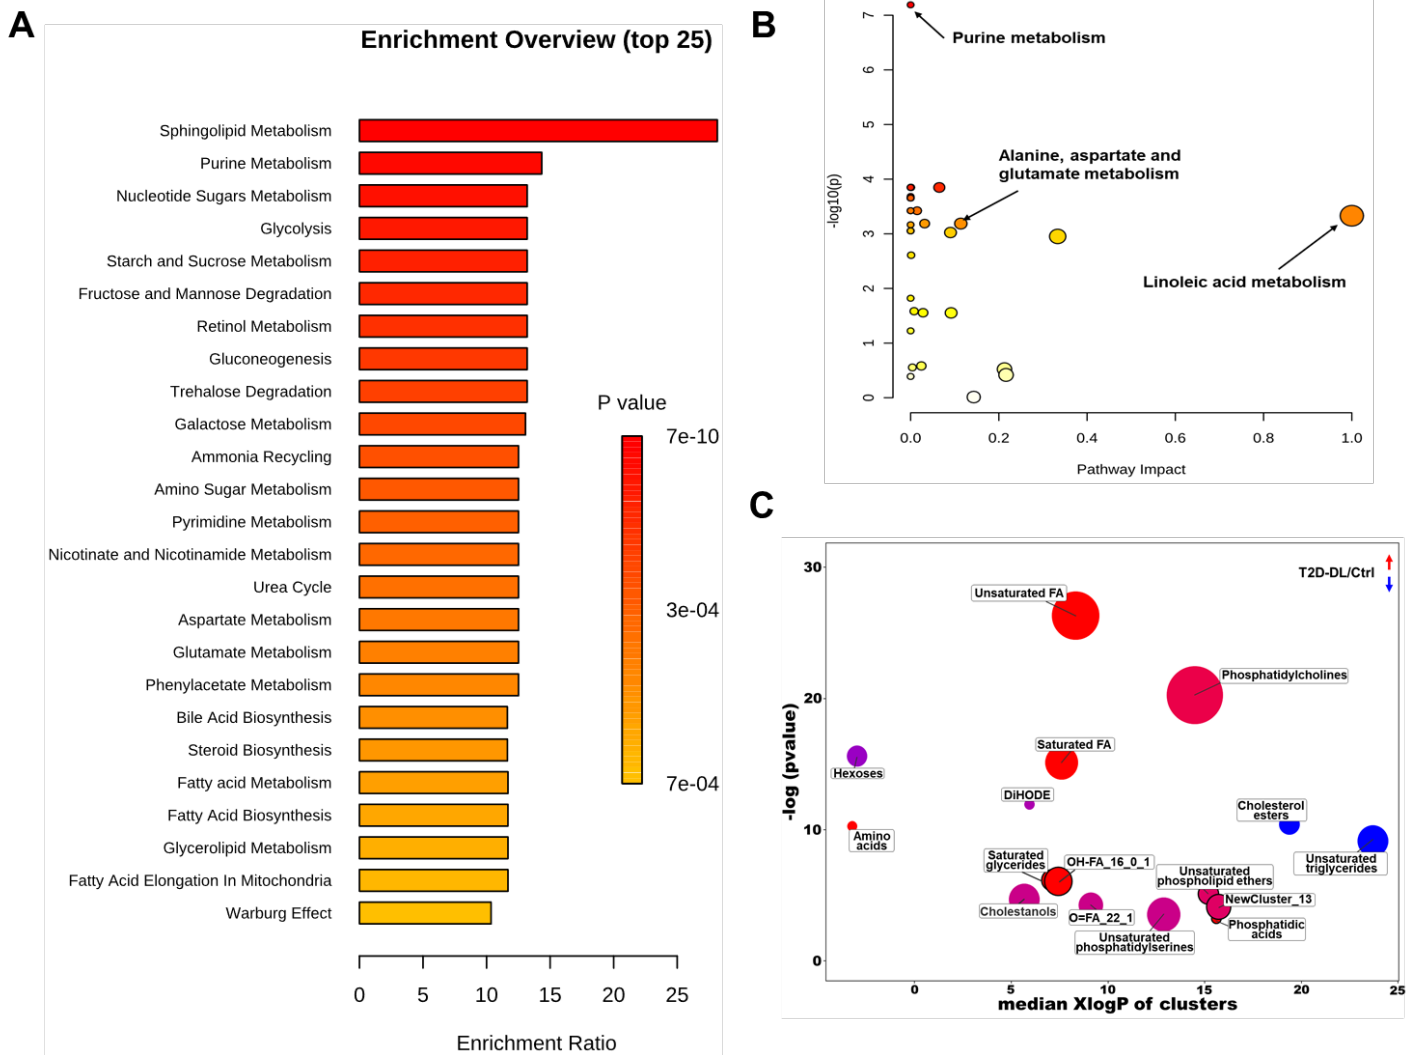 A
Enrichment Overview (top 25)
Sphingolipid Metabolism
Purine Metabolism
Nucleotide Sugars Metabolism
Glycolysis
Starch and Sucrose Metabolism
Fructose and Mannose Degradation
Retinol Metabolism
Gluconeogenesis
Trehalose Degradation
Galactose Metabolism
Ammonia Recycling
Amino Sugar Metabolism
Pyrimidine Metabolism
Nicotinate and Nicotinamide Metabolism
Urea Cycle
Aspartate Metabolism
Glutamate Metabolism
Phenylacetate Metabolism
Bile Acid Biosynthesis
Steroid Biosynthesis
Fatty acid Metabolism
Fatty Acid Biosynthesis
Glycerolipid Metabolism
Fatty Acid Elongation In Mitochondria
Warburg Effect
P value
7e-10
3e-04
7e-04
0 5 10 15 20 25
Enrichment Ratio
B
7
6
5
4
3
2
1
0
-log10(p)
Purine metabolism
Alanine, aspartate and
glutamate metabolism
Linoleic acid metabolism
0.0 0.2 0.4 0.6 0.8 1.0
Pathway Impact
C
30
20
10
0
-log (pvalue)
T2D-DL/Ctrl
Unsaturated FA
Phosphatidylcholines
Saturated FA
Hexoses
DiHODE
Cholesterol
esters
Amino
acids
Unsaturated
triglycerides
Saturated
glycerides
OH-FA_16_0_1
Unsaturated
phospholipid ethers
NewCluster_13
Cholestanols
O=FA_22_1
Phosphatidic
acids
Unsaturated
phosphatidylserines
0 5 10 15 20 25
median XlogP of clusters